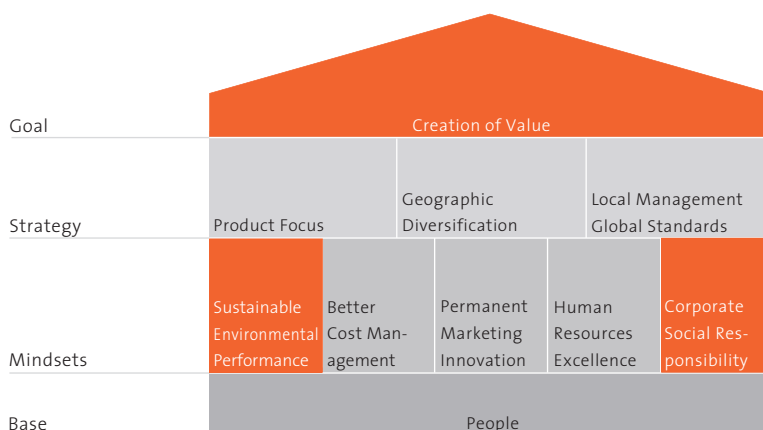 Goal
Creation of Value
Strategy
Product Focus
Geographic
Diversification
Local Management
Global Standards
Mindsets
Sustainable
Environmental
Performance
Better
Cost Man-
agement
Permanent
Marketing
Innovation
Human
Resources
Excellence
Corporate
Social Res-
ponsibility
Base
People